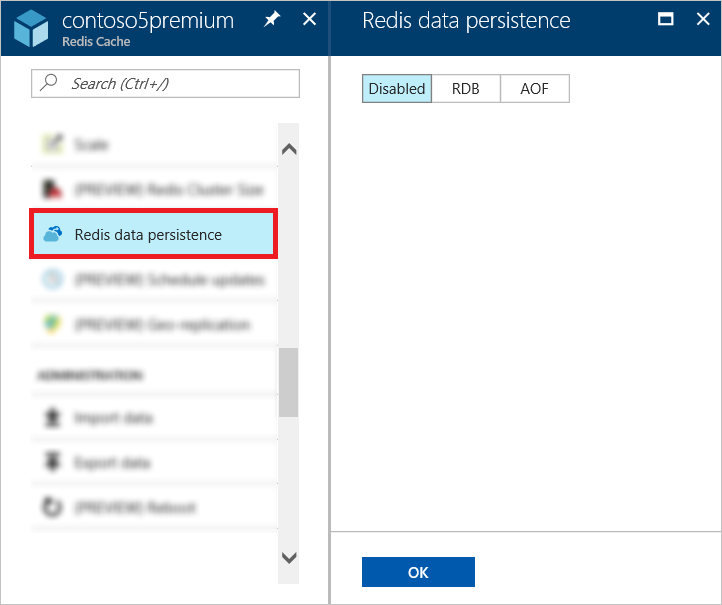 contoso5premium
Redis Cache
Search (Ctrl+/)
Scale
(PREVIEW) Redis Cluster Size
Redis data persistence
(PREVIEW) Schedule updates
(PREVIEW) Geo-replication
ADMINISTRATION
Import data
Export data
(PREVIEW) Reboot
Redis data persistence
Disabled
RDB
AOF
OK